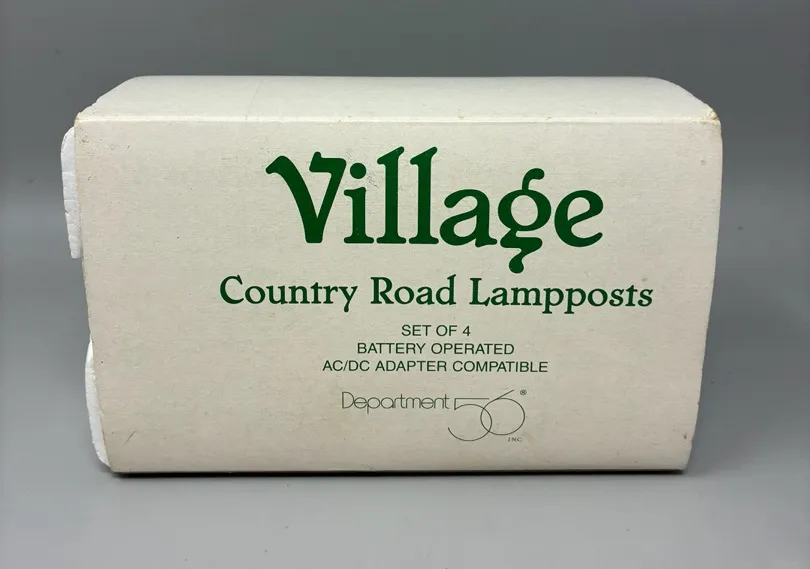 Village
Country Road Lampposts
SET OF 4
BATTERY OPERATED
AC/DC ADAPTER COMPATIBLE
Department 56®
INC